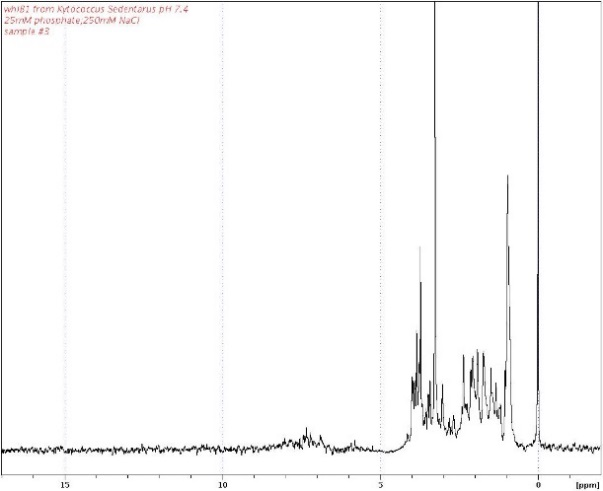 whiB1 from Kytococcus Sedentarus pH 7.4
25mM phosphate,250mM NaCl
sample #3
15 10 5 0 [ppm]